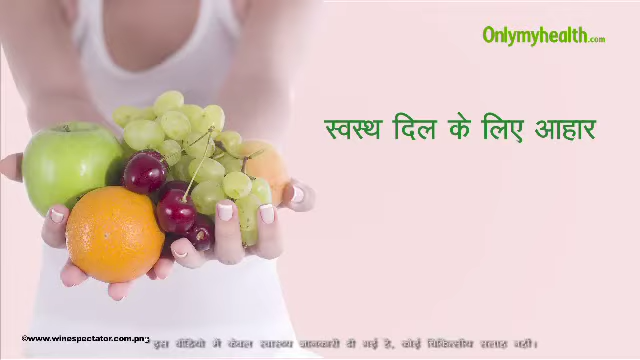 Onlymyhealth.com
स्वस्थ दिल के लिए आहार
©www.winespectator.com.png
इस वीडियो में केवल स्वास्थ्य जानकारी दी गई है, कोई चिकित्सीय सलाह नहीं।